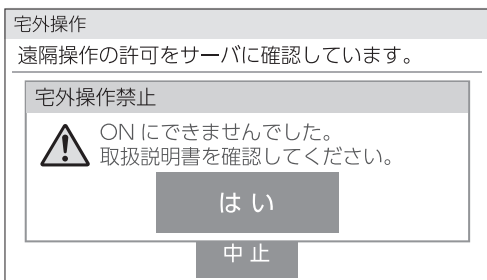 宅外操作
遠隔操作の許可をサーバに確認しています。
宅外操作禁止
ON にできませんでした。
取扱説明書を確認してください。
はい
中止